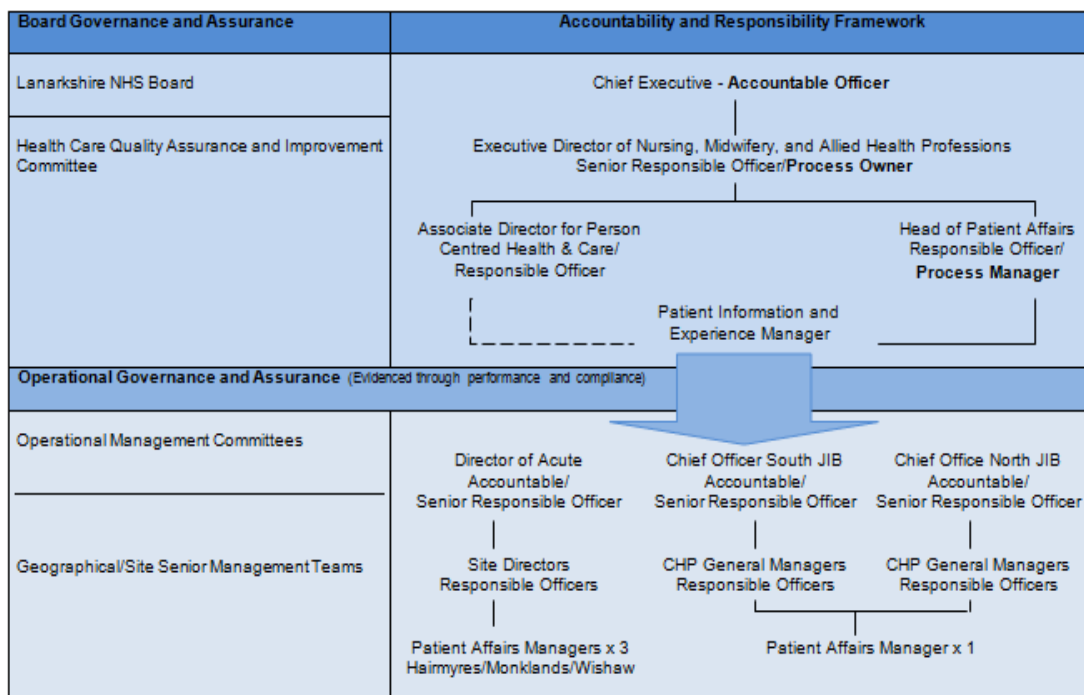 Board Governance and Assurance
Accountability and Responsibility Framework
Lanarkshire NHS Board
Chief Executive - Accountable Officer
Health Care Quality Assurance and Improvement
Committee
Executive Director of Nursing, Midwifery, and Allied Health Professions
Senior Responsible Officer/Process Owner
Associate Director for Person
Centred Health & Care/
Responsible Officer
Head of Patient Affairs
Responsible Officer/
Process Manager
Patient Information and
Experience Manager
Operational Governance and Assurance (Evidenced through performance and compliance)
Operational Management Committees
Director of Acute
Accountable/
Senior Responsible Officer
Chief Officer South JIB
Accountable/
Senior Responsible Officer
Chief Office North JIB
Accountable/
Senior Responsible Officer
Geographical/Site Senior Management Teams
Site Directors
Responsible Officers
CHP General Managers
Responsible Officers
CHP General Managers
Responsible Officers
Patient Affairs Managers x 3
Hairmyres/Monklands/Wishaw
Patient Affairs Manager x 1